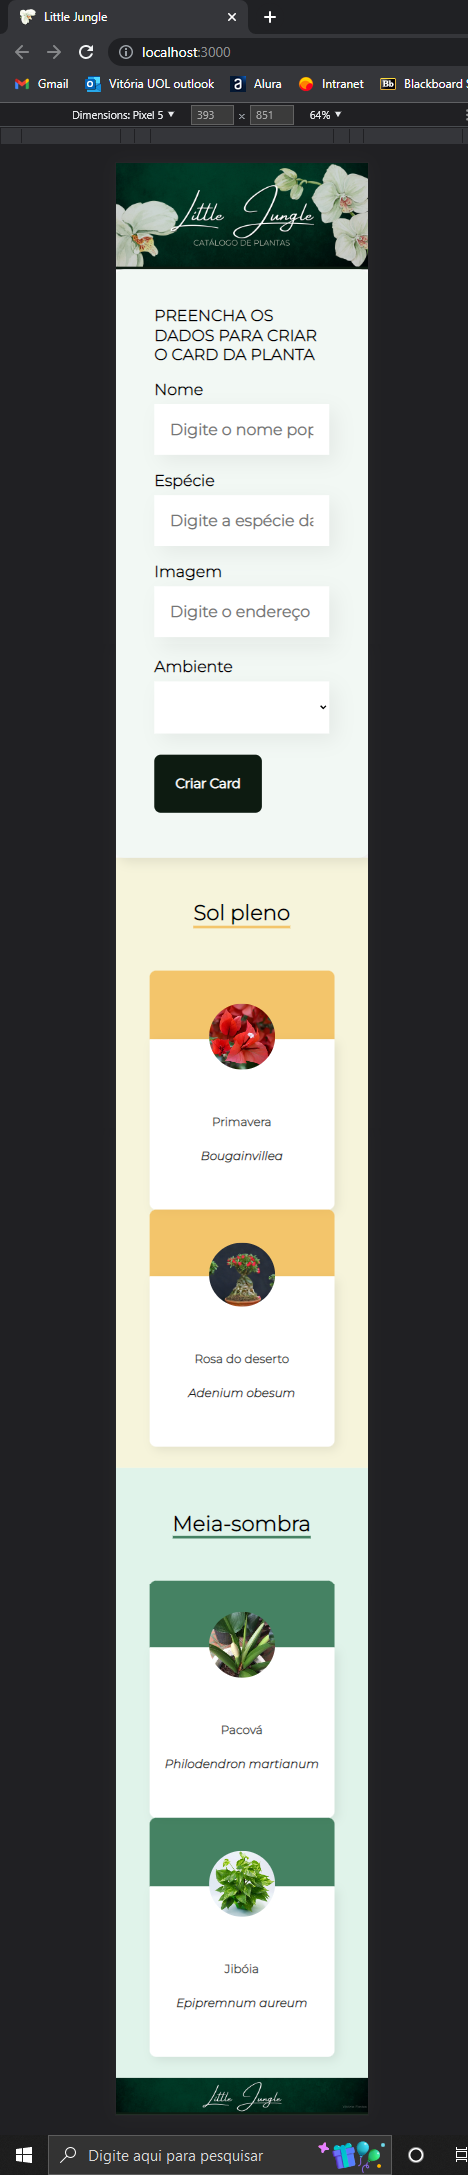 Little Jungle
localhost:3000
Gmail
Vitória UOL outlook
a
Alura
Intranet
Bb
Blackboard
Dimensions: Pixel 5
393 × 851
64%
Little Jungle
CATÁLOGO DE PLANTAS
PREENCHA OS
DADOS PARA CRIAR
O CARD DA PLANTA
Nome
Digite o nome pop
Espécie
Digite a espécie da
Imagem
Digite o endereço
Ambiente
Criar Card
Sol pleno
Primavera
Bougainvillea
Rosa do deserto
Adenium obesum
Meia-sombra
Pacová
Philodendron martianum
Jibóia
Epipremnum aureum
Little Jungle
Digite aqui para pesquisar